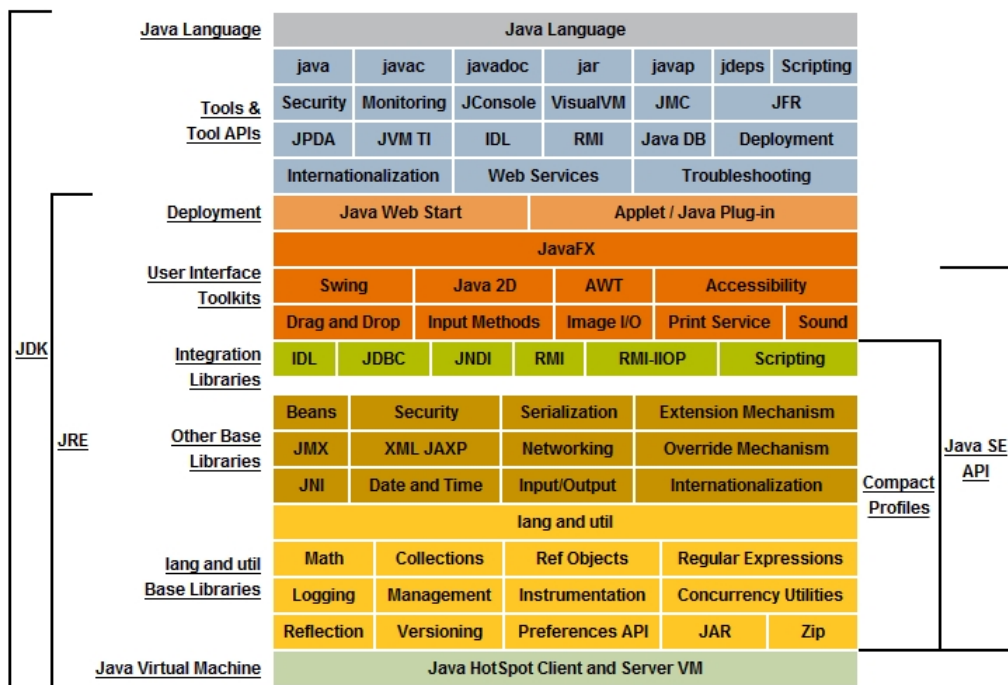 Java Language Java Language
java javac javadoc jar javap jdeps Scripting
Tools &
Tool APIs
Security Monitoring JConsole VisualVM JMC JFR
JPDA JVM TI IDL RMI Java DB Deployment
Internationalization Web Services Troubleshooting
Deployment Java Web Start Applet / Java Plug-in
JavaFX
User Interface
Toolkits
Swing Java 2D AWT Accessibility
Drag and Drop Input Methods Image I/O Print Service Sound
JDK
Integration
Libraries
IDL JDBC JNDI RMI RMI-IIOP Scripting
JRE
Other Base
Libraries
Beans Security Serialization Extension Mechanism
JMX XML JAXP Networking Override Mechanism
JNI Date and Time Input/Output Internationalization
Java SE
API
Compact
Profiles
lang and util
lang and util
Base Libraries
Math Collections Ref Objects Regular Expressions
Logging Management Instrumentation Concurrency Utilities
Reflection Versioning Preferences API JAR Zip
Java Virtual Machine Java HotSpot Client and Server VM